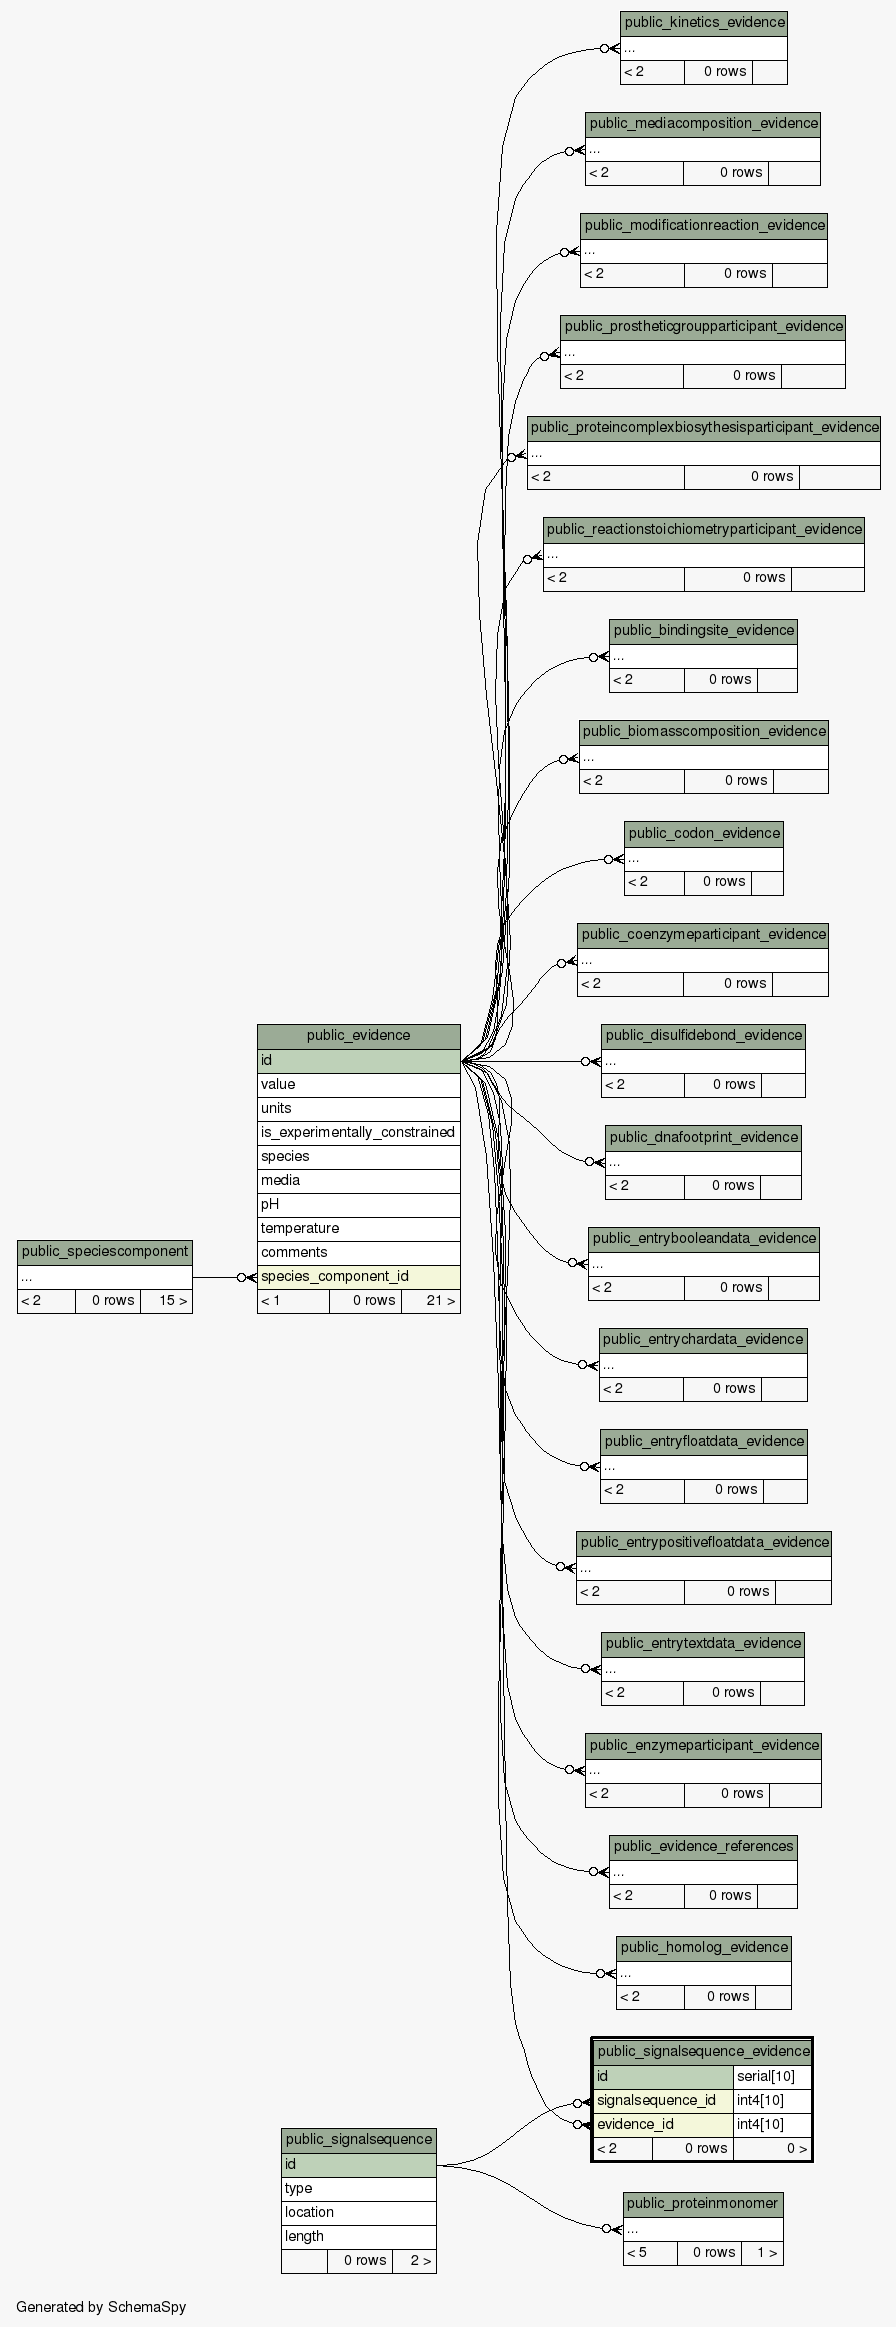 public_kinetics_evidence
...
< 2 0 rows
public_mediacomposition_evidence
...
< 2 0 rows
public_modificationreaction_evidence
...
< 2 0 rows
public_prostheticgroupparticipant_evidence
...
< 2 0 rows
public_proteincomplexbiosythesisparticipant_evidence
...
< 2 0 rows
public_reactionstoichiometryparticipant_evidence
...
< 2 0 rows
public_bindingsite_evidence
...
< 2 0 rows
public_biomasscomposition_evidence
...
< 2 0 rows
public_codon_evidence
...
< 2 0 rows
public_coenzymeparticipant_evidence
...
< 2 0 rows
public_evidence
id
value
units
is_experimentally_constrained
species
media
pH
temperature
comments
species_component_id
< 1 0 rows 21 >
public_speciescomponent
...
< 2 0 rows 15 >
public_disulfidebond_evidence
...
< 2 0 rows
public_dnafootprint_evidence
...
< 2 0 rows
public_entrybooleandata_evidence
...
< 2 0 rows
public_entrychardata_evidence
...
< 2 0 rows
public_entryfloatdata_evidence
...
< 2 0 rows
public_entrypositivefloatdata_evidence
...
< 2 0 rows
public_entrytextdata_evidence
...
< 2 0 rows
public_enzymeparticipant_evidence
...
< 2 0 rows
public_evidence_references
...
< 2 0 rows
public_homolog_evidence
...
< 2 0 rows
public_signalsequence_evidence
id serial[10]
signalsequence_id int4[10]
evidence_id int4[10]
< 2 0 rows 0 >
public_signalsequence
id
type
location
length
0 rows 2 >
public_proteinmonomer
...
< 5 0 rows 1 >
Generated by SchemaSpy